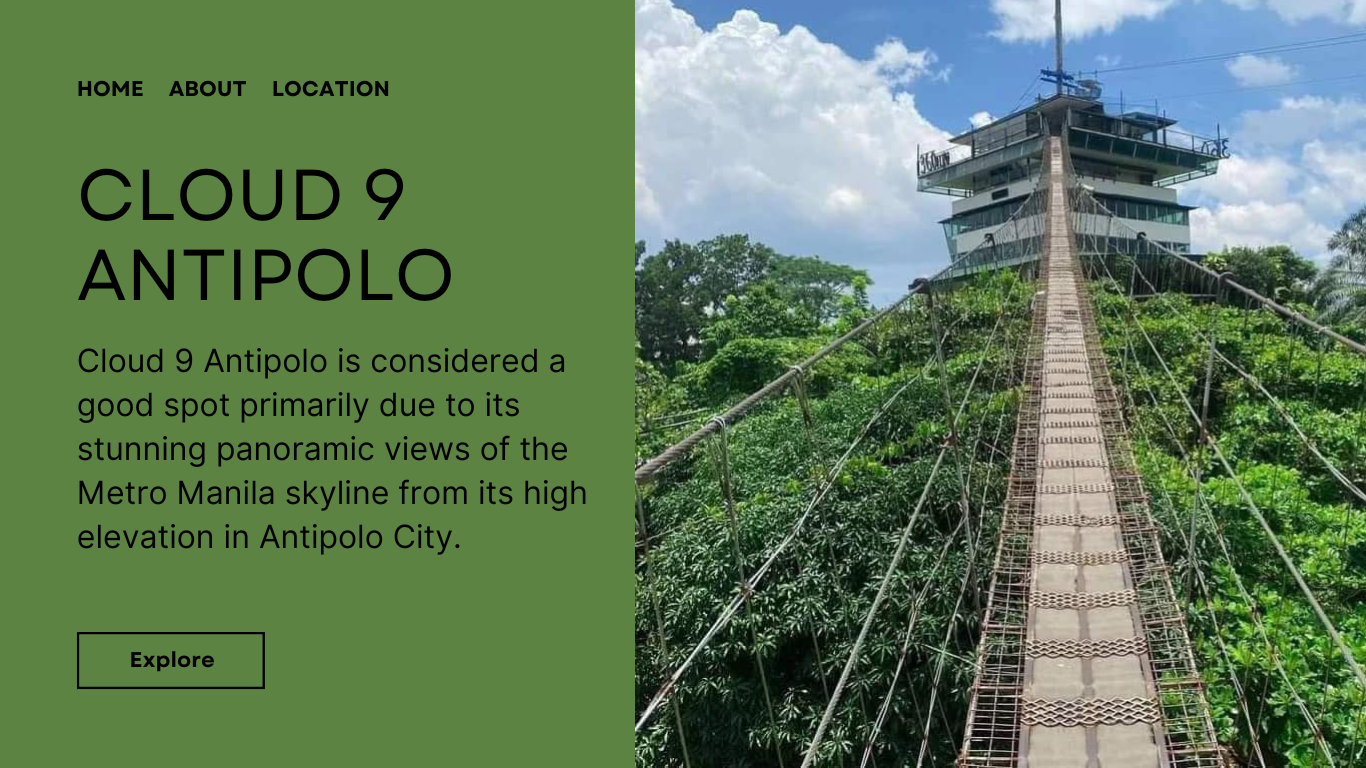 HOME ABOUT LOCATION
CLOUD 9
ANTIPOLO
Cloud 9 Antipolo is considered a
good spot primarily due to its
stunning panoramic views of the
Metro Manila skyline from its high
elevation in Antipolo City.
Explore